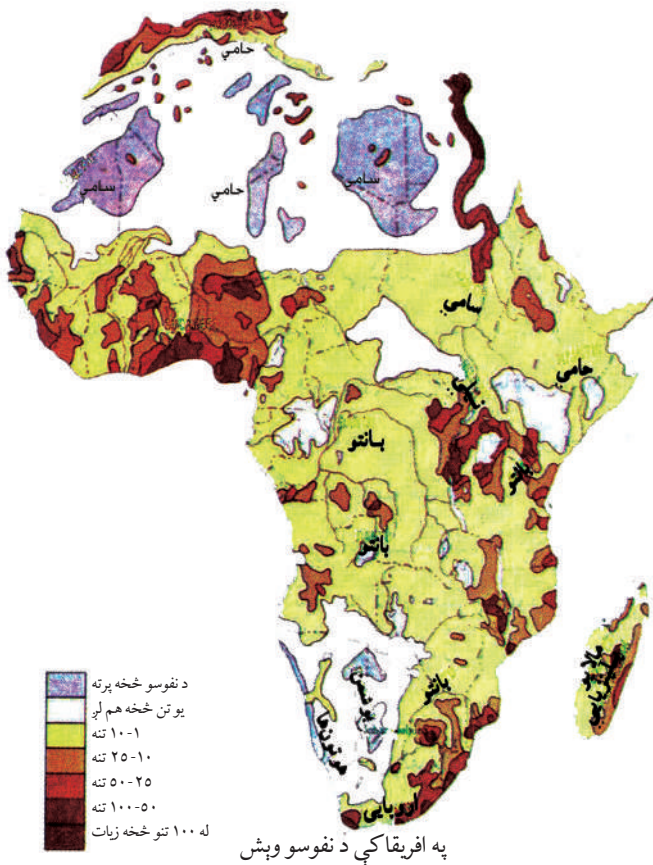 حامي
سامي
حامي
سامي
سامي
حامي
بانتو
بانتو
بانتو
بانتو
اروپايي
د نفوسو څخه پرته
يو تن څخه هم لږ
۱-۱۰ تنه
۱۰-۲۵ تنه
۲۵-۵۰ تنه
۵۰-۱۰۰ تنه
له ۱۰۰ تنو څخه زيات
په افريقا کې د نفوسو وېش